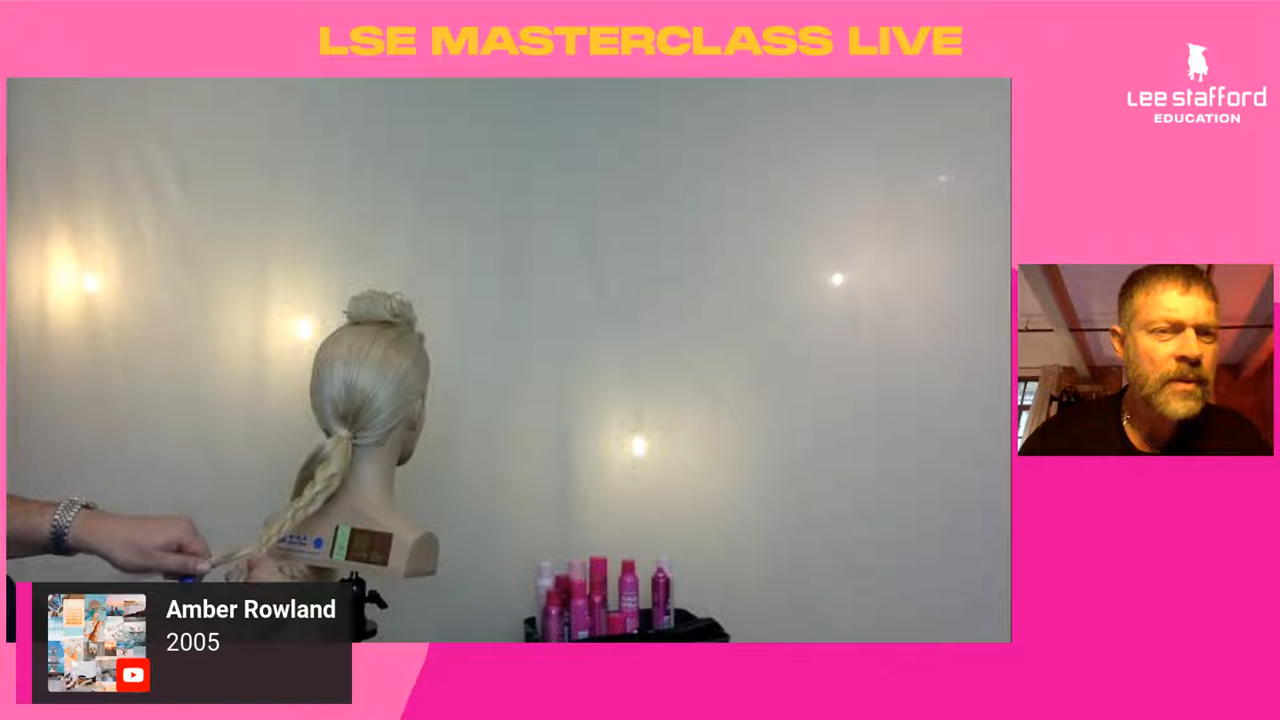 LSE MASTERCLASS LIVE
Lee stafford
EDUCATION
Amber Rowland
2005